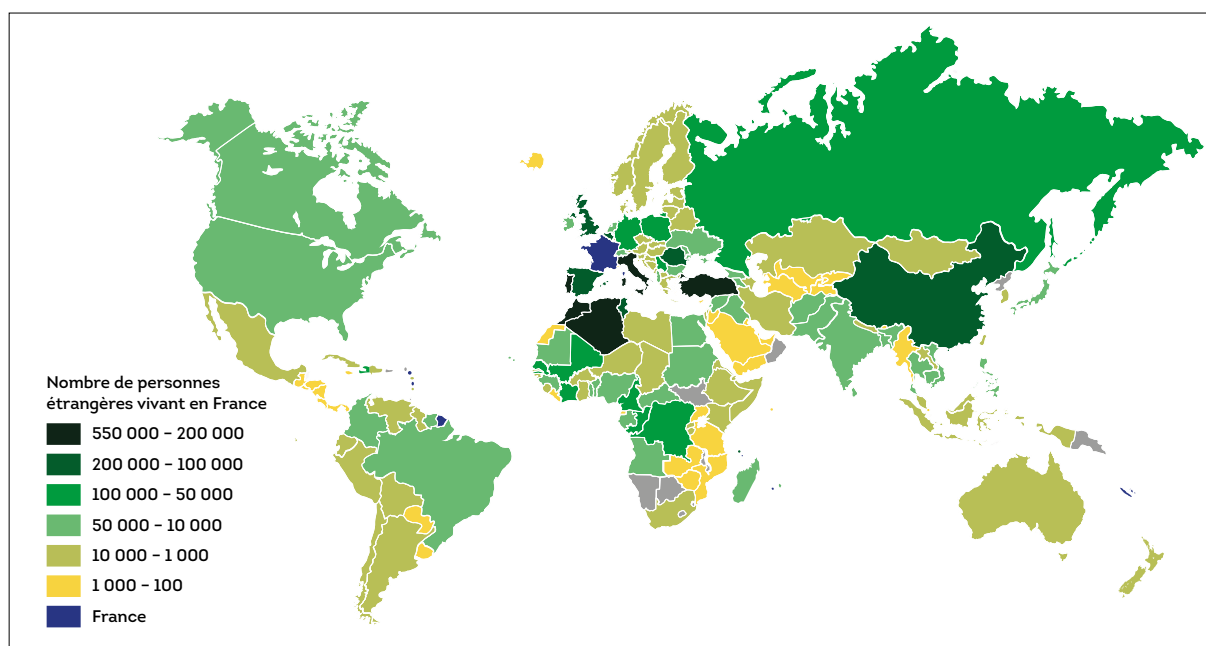 Nombre de personnes
étrangères vivant en France
550 000 – 200 000
200 000 – 100 000
100 000 – 50 000
50 000 – 10 000
10 000 – 1 000
1 000 – 100
France